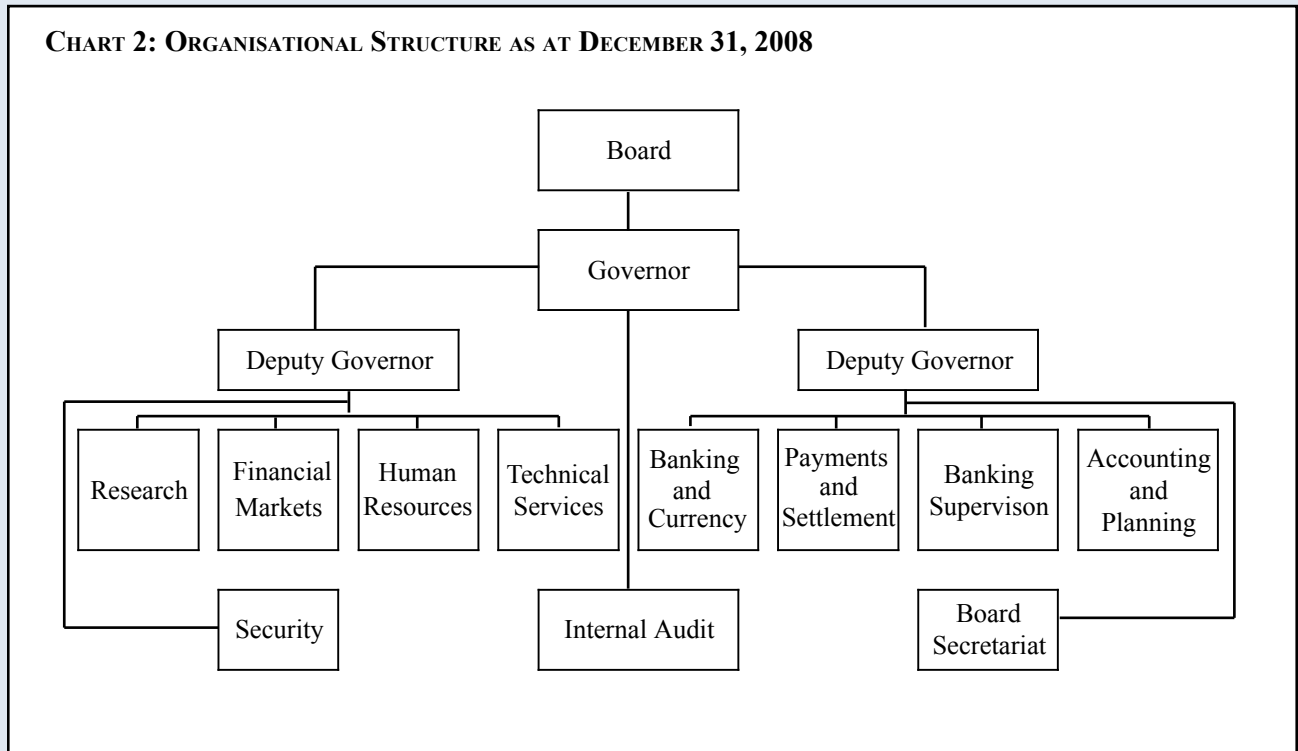 CHART 2: ORGANISATIONAL STRUCTURE AS AT DECEMBER 31, 2008
Board
Governor
Deputy Governor
Deputy Governor
Research
Financial
Markets
Human
Resources
Technical
Services
Banking
and
Currency
Payments
and
Settlement
Banking
Supervison
Accounting
and
Planning
Security
Internal Audit
Board
Secretariat